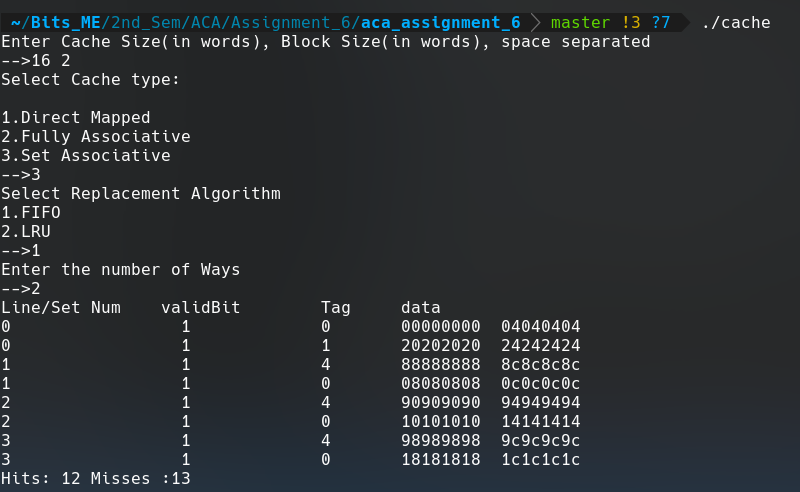 ~/Bits_ME/2nd_Sem/ACA/Assignment_6/aca_assignment_6 master !3 ?7 ./cache
Enter Cache Size(in words), Block Size(in words), space separated
-->16 2
Select Cache type:
1.Direct Mapped
2.Fully Associative
3.Set Associative
-->3
Select Replacement Algorithm
1.FIFO
2.LRU
-->1
Enter the number of Ways
-->2
Line/Set Num validBit Tag data
0 1 0 00000000 04040404
0 1 1 20202020 24242424
1 1 4 88888888 8c8c8c8c
1 1 0 08080808 0c0c0c0c
2 1 4 90909090 94949494
2 1 0 10101010 14141414
3 1 4 98989898 9c9c9c9c
3 1 0 18181818 1c1c1c1c
Hits: 12 Misses :13